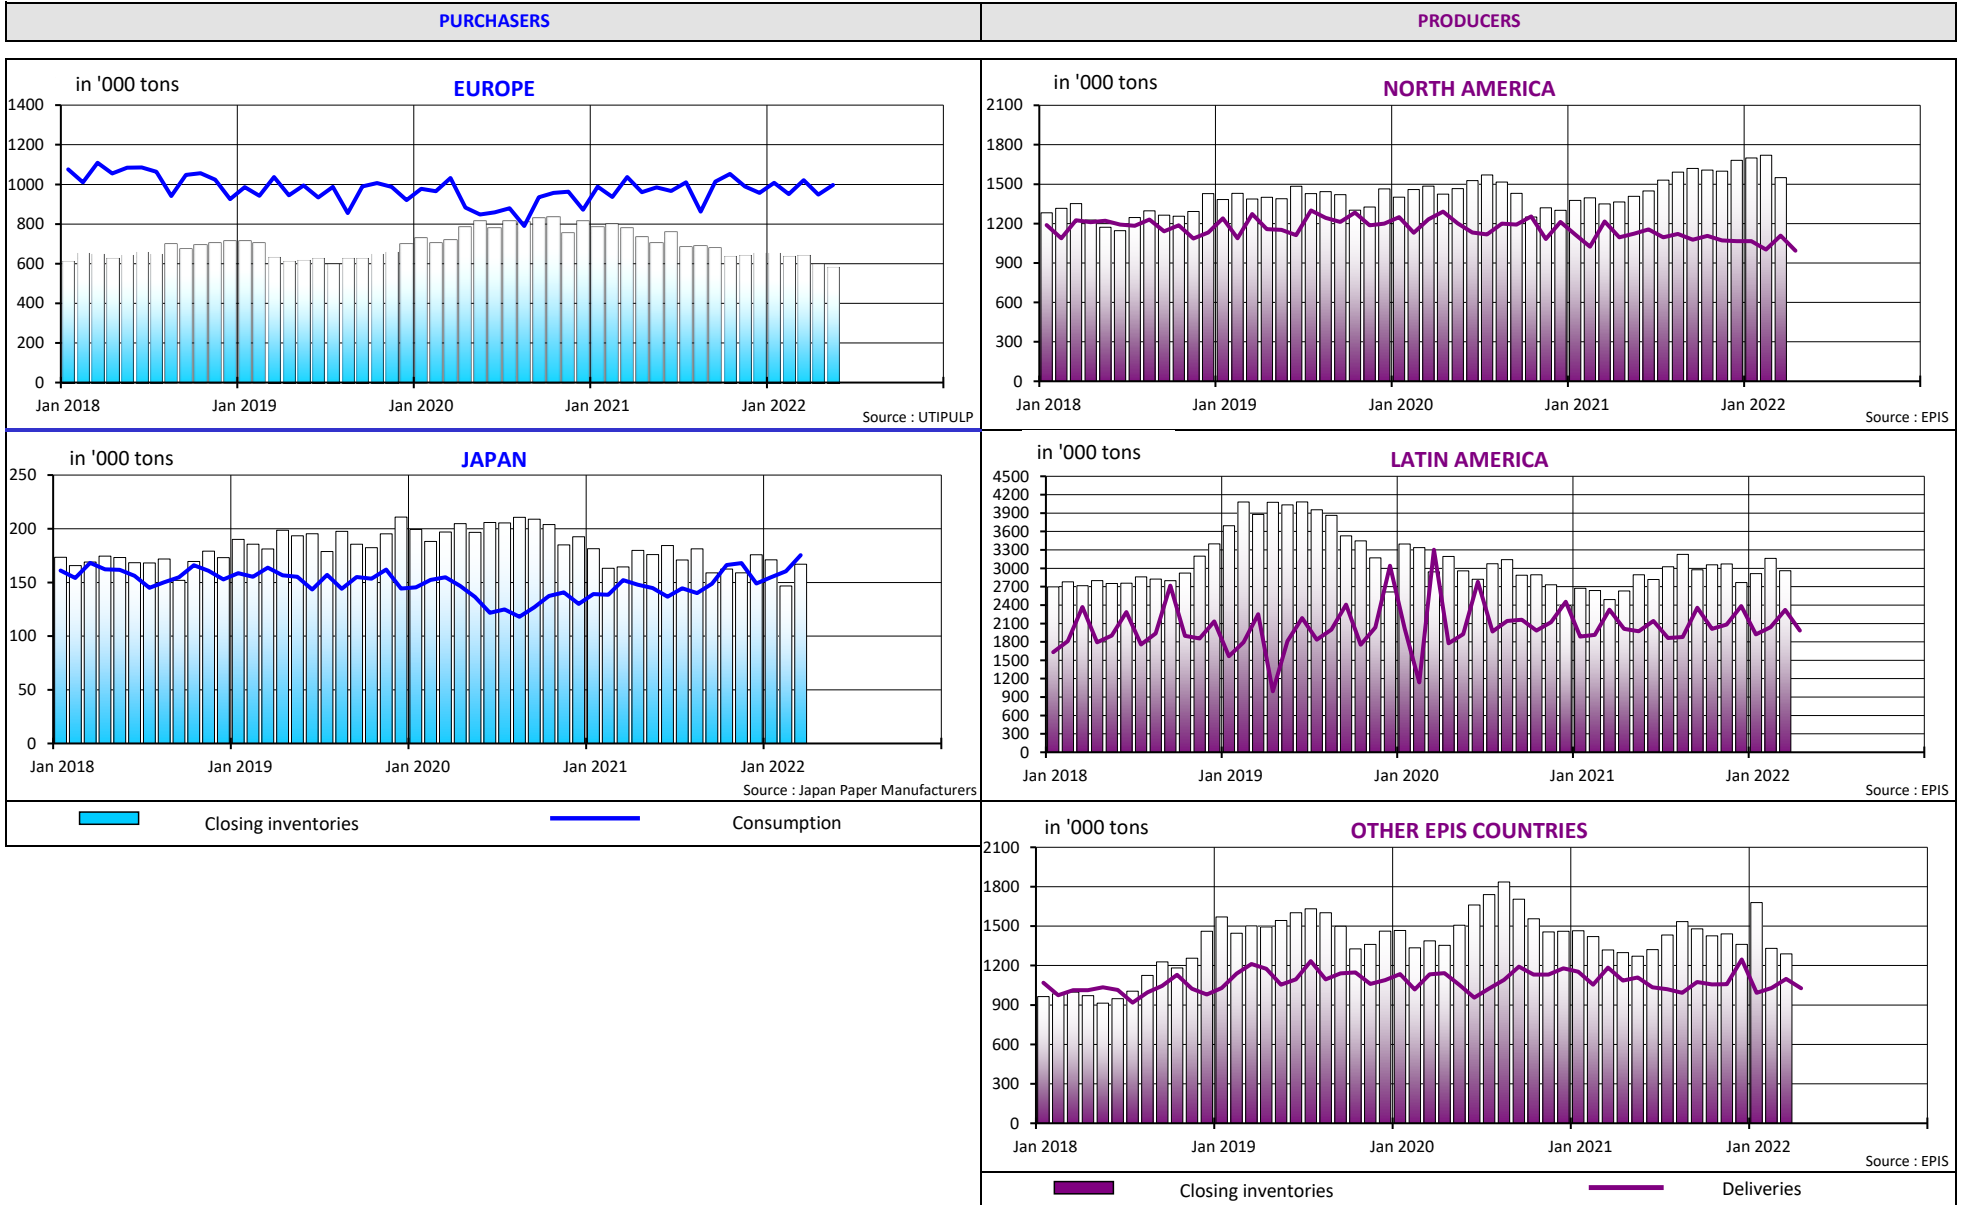 PURCHASERS
PRODUCERS
in '000 tons
EUROPE
1400
1200
1000
800
600
400
200
0
Jan 2018 Jan 2019 Jan 2020 Jan 2021 Jan 2022
Source : UTIPULP
in '000 tons
NORTH AMERICA
2100
1800
1500
1200
900
600
300
0
Jan 2018 Jan 2019 Jan 2020 Jan 2021 Jan 2022
Source : EPIS
in '000 tons
JAPAN
250
200
150
100
50
0
Jan 2018 Jan 2019 Jan 2020 Jan 2021 Jan 2022
Source : Japan Paper Manufacturers
Closing inventories Consumption
in '000 tons
LATIN AMERICA
4500
4200
3900
3600
3300
3000
2700
2400
2100
1800
1500
1200
900
600
300
0
Jan 2018 Jan 2019 Jan 2020 Jan 2021 Jan 2022
Source : EPIS
in '000 tons
OTHER EPIS COUNTRIES
2100
1800
1500
1200
900
600
300
0
Jan 2018 Jan 2019 Jan 2020 Jan 2021 Jan 2022
Source : EPIS
Closing inventories Deliveries